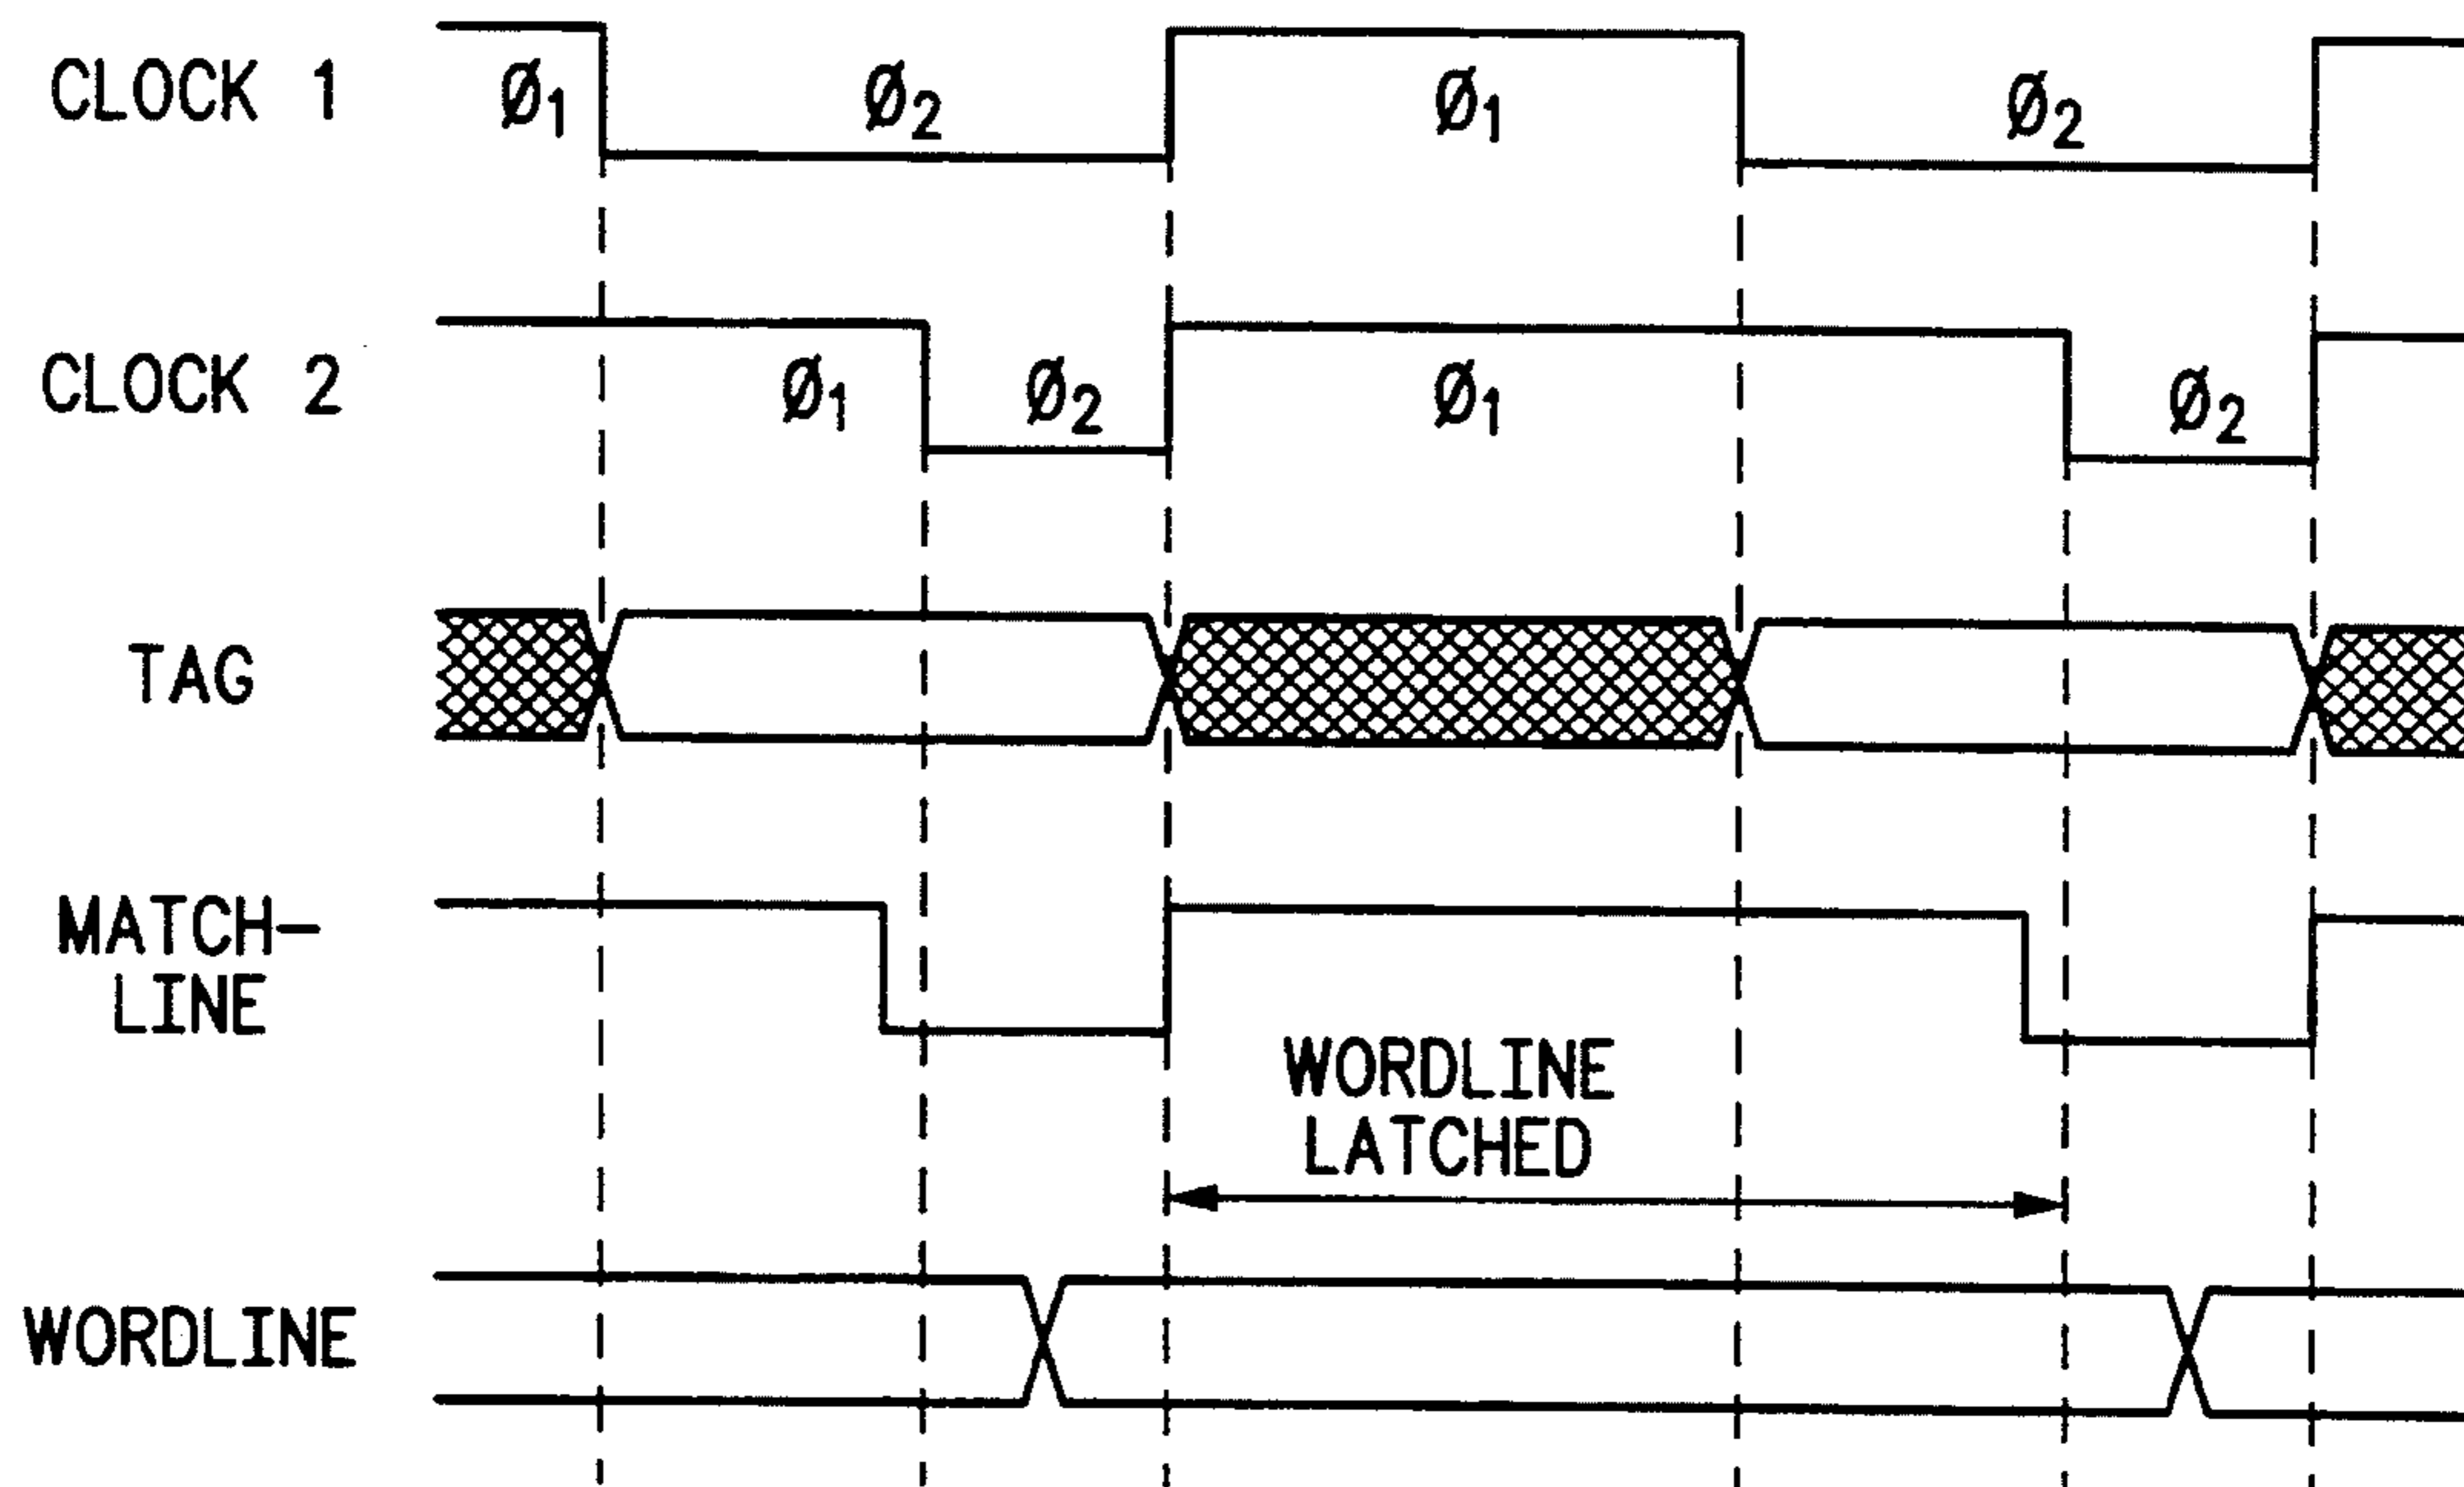 CLOCK 1 Ø1 Ø2 Ø1 Ø2
CLOCK 2 Ø1 Ø2 Ø1 Ø2
TAG
MATCH-
LINE
WORDLINE
LATCHED
WORDLINE